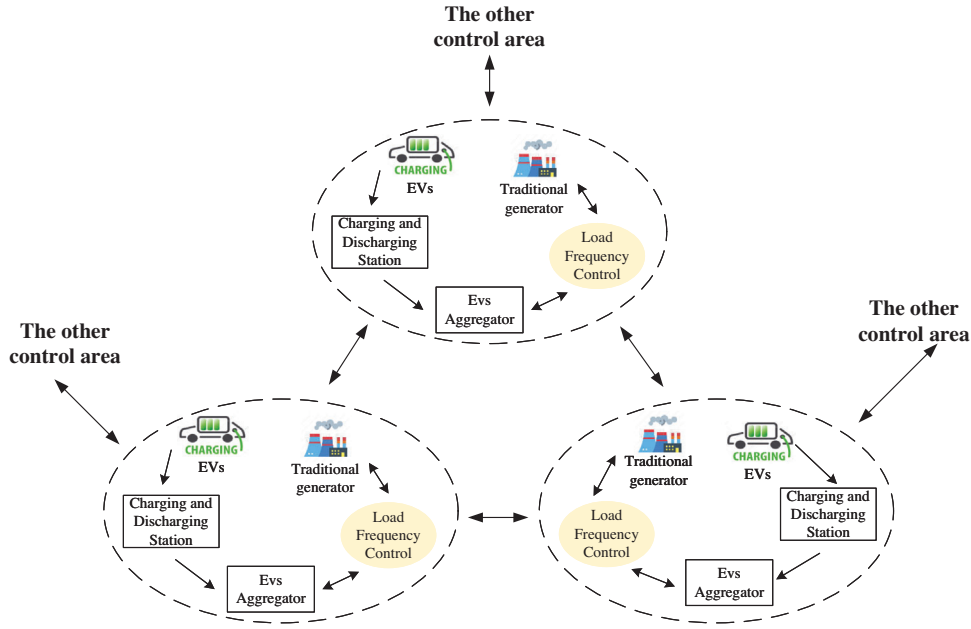 The other
control area
CHARGING
EVs
Traditional
generator
Charging and
Discharging
Station
Load
Frequency
Control
Evs
Aggregator
The other
control area
The other
control area
CHARGING
EVs
Traditional
generator
Charging and
Discharging
Station
Load
Frequency
Control
Evs
Aggregator
Traditional
generator
CHARGING
EVs
Charging and
Discharging
Station
Load
Frequency
Control
Evs
Aggregator